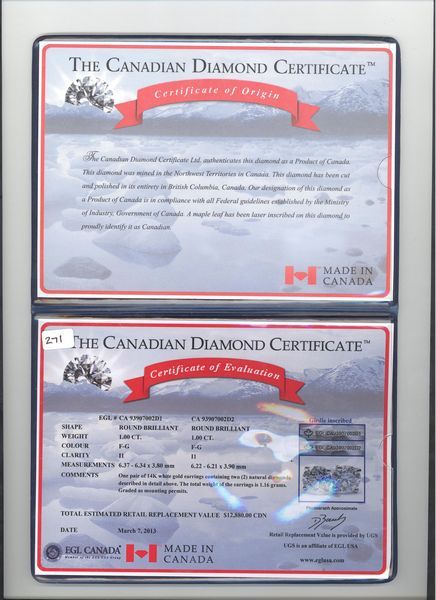 THE CANADIAN DIAMOND CERTIFICATE™
Certificate of Origin
The Canadian Diamond Certificate Ltd. authenticates this diamond as a Product of Canada.
This diamond was mined in the Northwest Territories in Canada. This diamond has been cut
and polished in its entirety in British Columbia, Canada. Our designation of this diamond as
a Product of Canada is in compliance with all Federal guidelines established by the Ministry
of Industry, Government of Canada. A maple leaf has been laser inscribed on this diamond to
proudly identify it as Canadian.
MADE IN
CANADA
271
THE CANADIAN DIAMOND CERTIFICATE™
Certificate of Evaluation
EGL # CA 93907002D1 CA 93907002D2
SHAPE ROUND BRILLIANT ROUND BRILLIANT
WEIGHT 1.00 CT. 1.00 CT.
COLOUR F-G F-G
CLARITY I1 I1
MEASUREMENTS 6.37 - 6.34 x 3.80 mm 6.22 - 6.21 x 3.90 mm
COMMENTS One pair of 14K white gold earrings containing two (2) natural diamonds
described in detail above. The total weight of the earrings is 1.16 grams.
Graded as mounting permits.
Girdle inscribed
Photograph Approximate
TOTAL ESTIMATED RETAIL REPLACEMENT VALUE $12,880.00 CDN
DATE March 7, 2013
Retail Replacement Value is provided by UGS
UGS is an affiliate of EGL USA
www.eglusa.com
EGL CANADA
Member of the EGL USA Group
MADE IN
CANADA